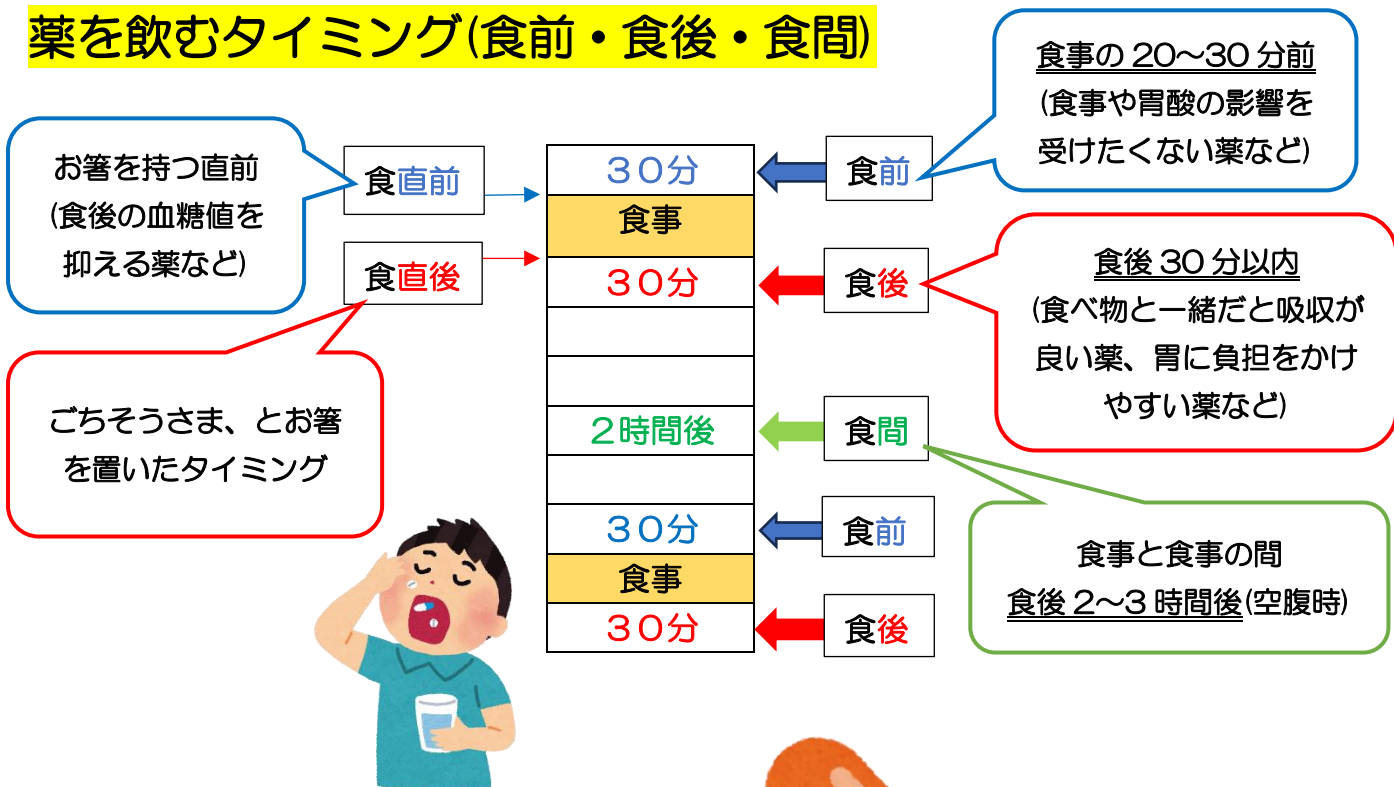 薬を飲むタイミング(食前・食後・食間)
食事の 20～30 分前
(食事や胃酸の影響を
受けたくない薬など)
お箸を持つ直前
(食後の血糖値を
抑える薬など)
食直前
３０分
食前
食事
食直後
３０分
食後
食後 30 分以内
(食べ物と一緒だと吸収が
良い薬、胃に負担をかけ
やすい薬など)
ごちそうさま、とお箸
を置いたタイミング
２時間後
食間
３０分
食前
食事
食事と食事の間
食後 2～3 時間後(空腹時)
３０分
食後